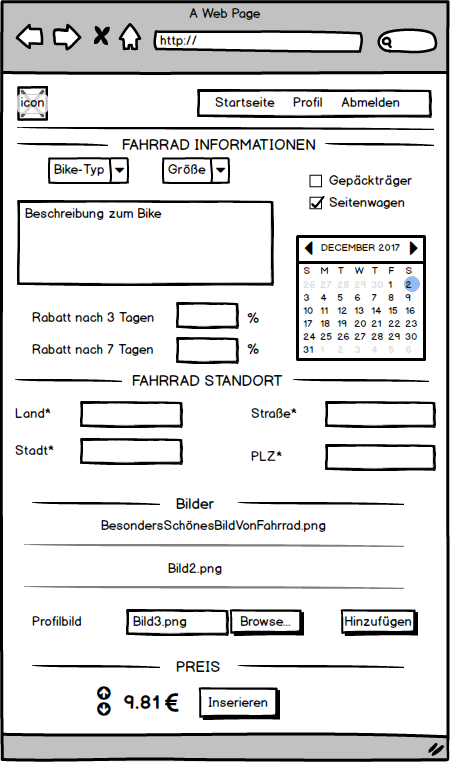 A Web Page
http://
icon
Startseite Profil Abmelden
FAHRRAD INFORMATIONEN
Bike-Typ Größe
Gepäckträger
Seitenwagen
Beschreibung zum Bike
DECEMBER 2017
S M T W T F S
26 27 28 29 30 1 2
3 4 5 6 7 8 9
10 11 12 13 14 15 16
17 18 19 20 21 22 23
24 25 26 27 28 29 30
31 1 2 3 4 5 6
Rabatt nach 3 Tagen %
Rabatt nach 7 Tagen %
FAHRRAD STANDORT
Land* Straße*
Stadt* PLZ*
Bilder
BesondersSchönesBildVonFahrrad.png
Bild2.png
Profilbild Bild3.png Browse... Hinzufügen
PREIS
9.81 € Inserieren